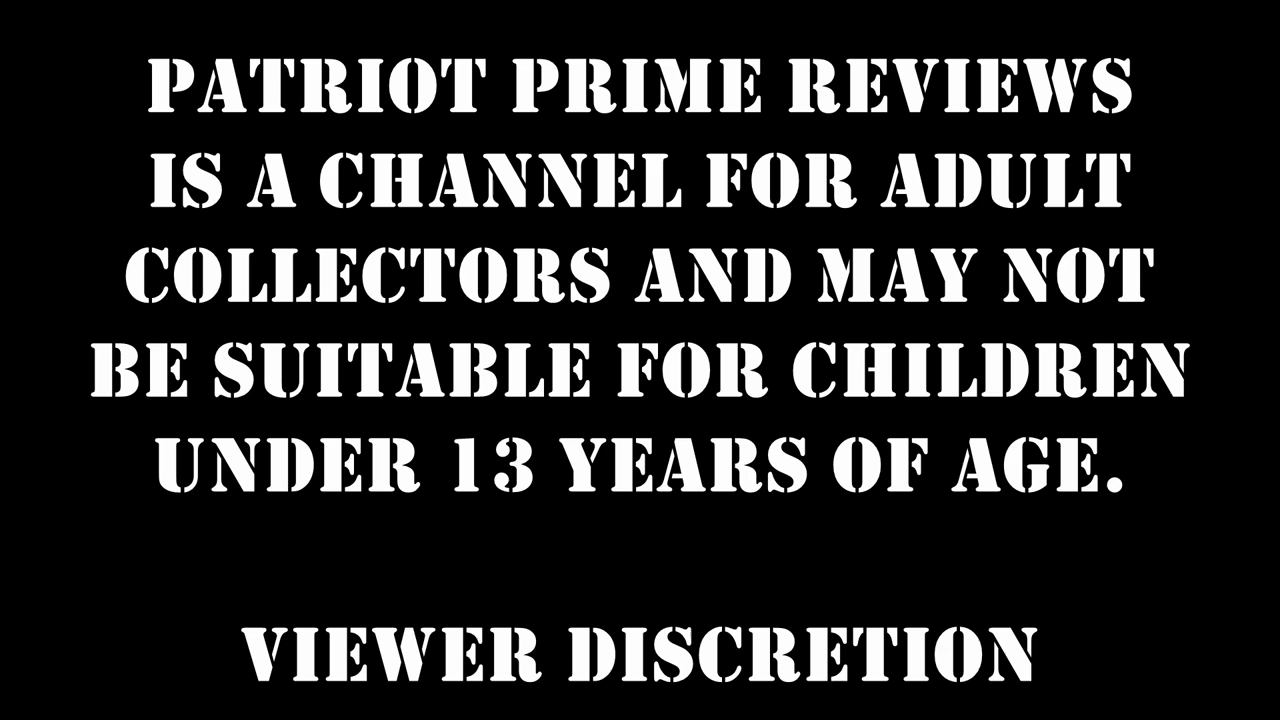 PATRIOT PRIME REVIEWS
IS A CHANNEL FOR ADULT
COLLECTORS AND MAY NOT
BE SUITABLE FOR CHILDREN
UNDER 13 YEARS OF AGE.
VIEWER DISCRETION